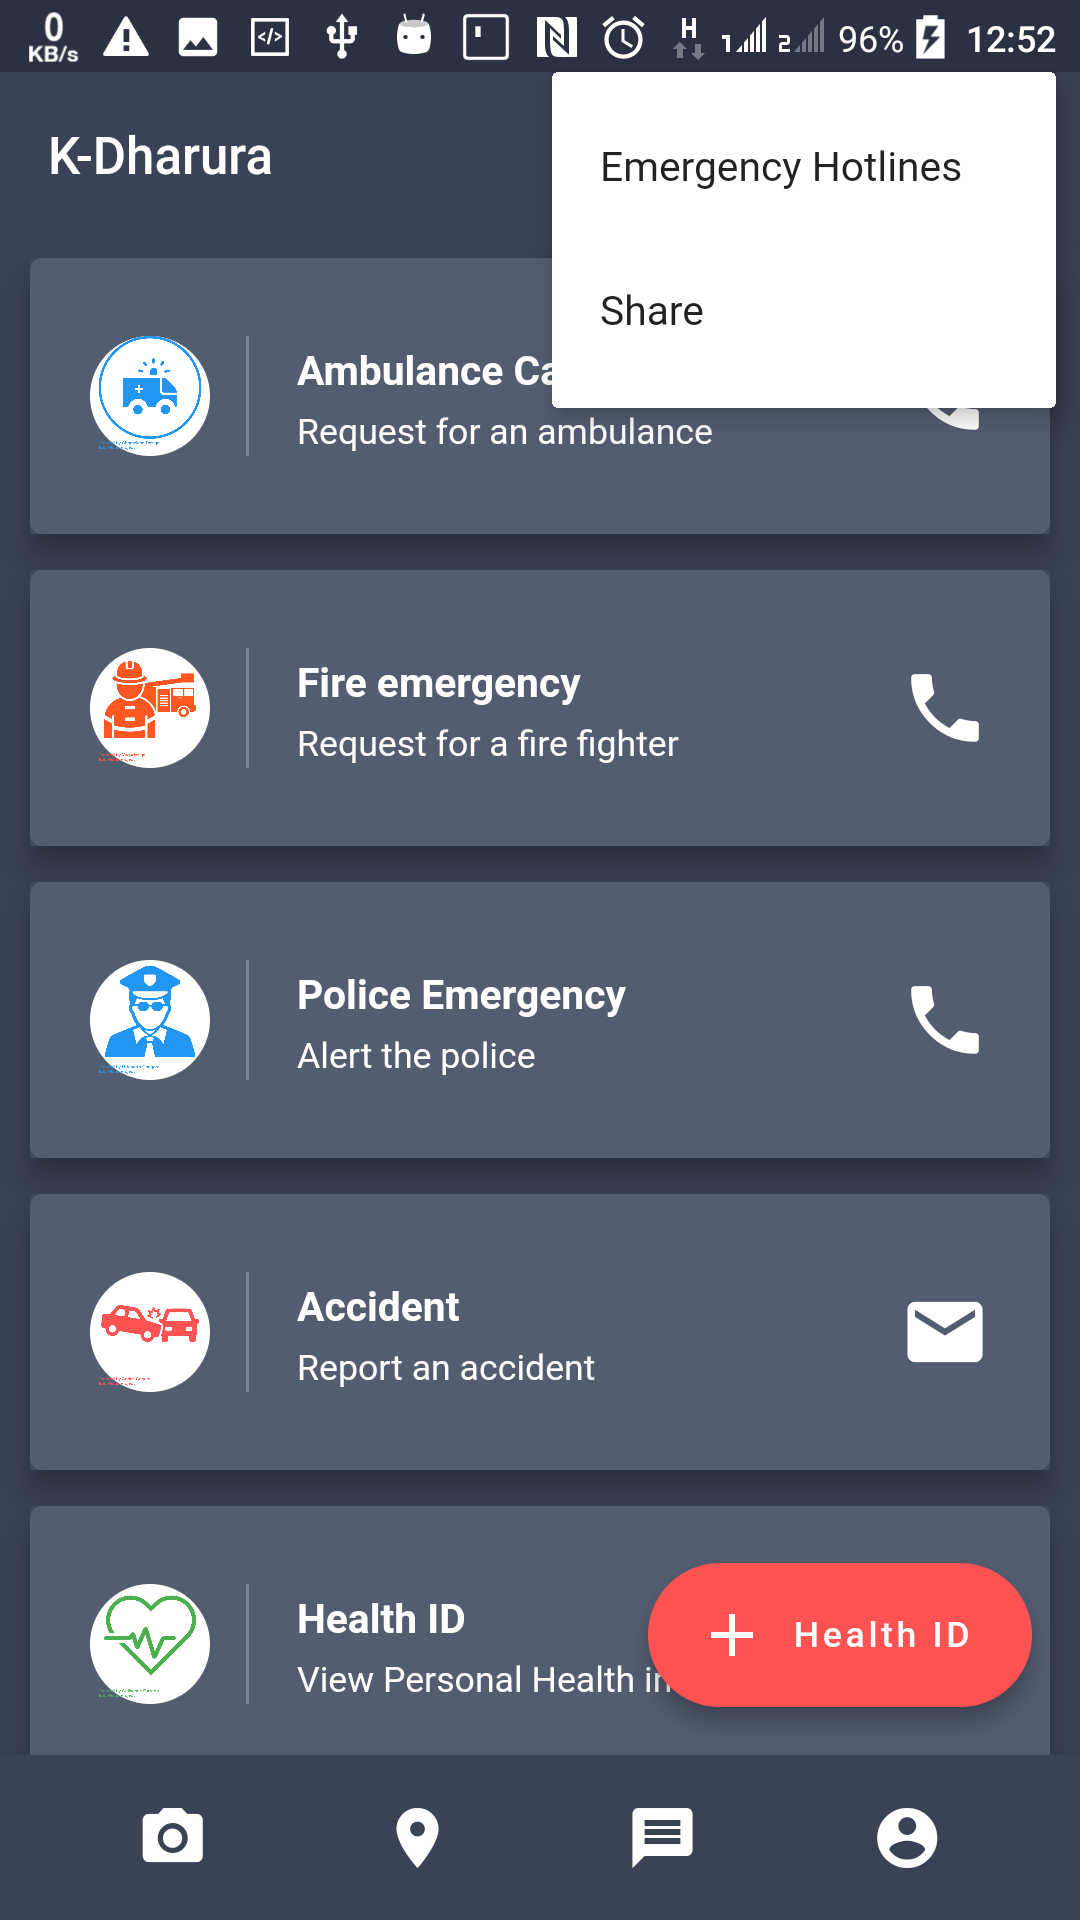 0
KB/s
H
1
2
96%
12:52
K-Dharura
Emergency Hotlines
Share
Ambulance Ca
Request for an ambulance
Fire emergency
Request for a fire fighter
Police Emergency
Alert the police
Accident
Report an accident
Health ID
View Personal Health in
Health ID